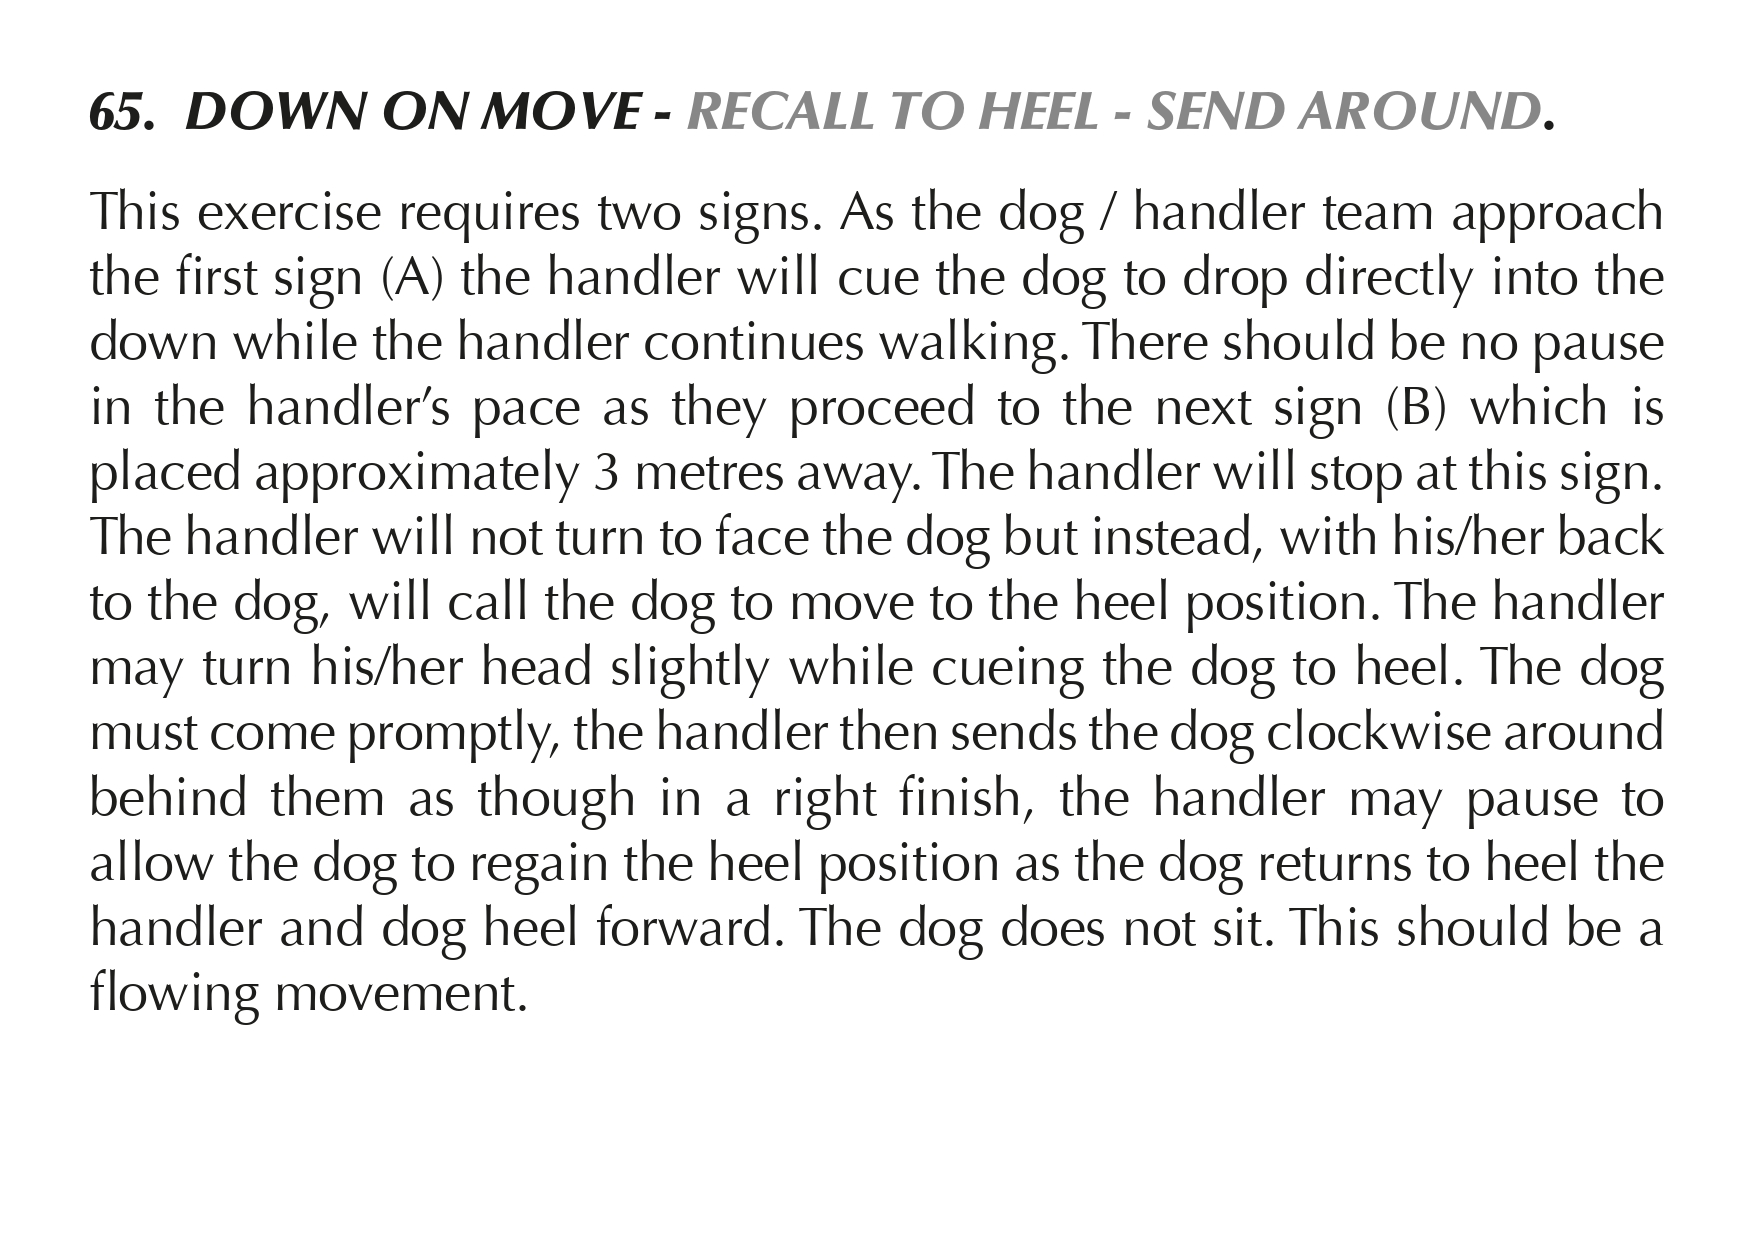 65. DOWN ON MOVE - RECALL TO HEEL - SEND AROUND.
This exercise requires two signs. As the dog / handler team approach
the first sign (A) the handler will cue the dog to drop directly into the
down while the handler continues walking. There should be no pause
in the handler’s pace as they proceed to the next sign (B) which is
placed approximately 3 metres away. The handler will stop at this sign.
The handler will not turn to face the dog but instead, with his/her back
to the dog, will call the dog to move to the heel position. The handler
may turn his/her head slightly while cueing the dog to heel. The dog
must come promptly, the handler then sends the dog clockwise around
behind them as though in a right finish, the handler may pause to
allow the dog to regain the heel position as the dog returns to heel the
handler and dog heel forward. The dog does not sit. This should be a
flowing movement.